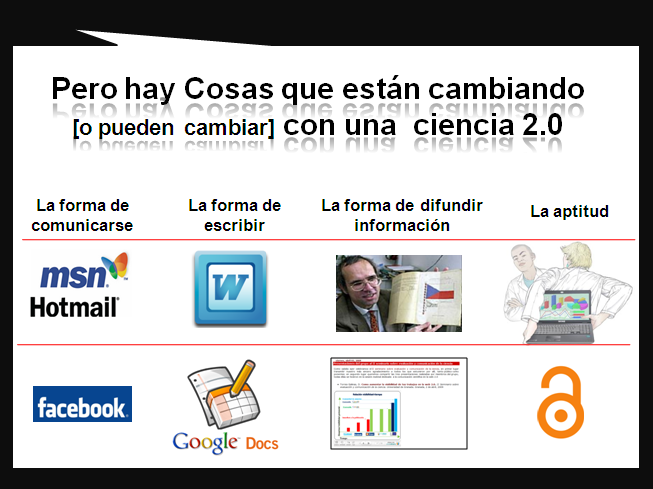 Pero hay Cosas que están cambiando
[o pueden cambiar] con una ciencia 2.0
La forma de
comunicarse
La forma de
escribir
La forma de difundir
información
La aptitud
msn
Hotmail
W
facebook
Google Docs